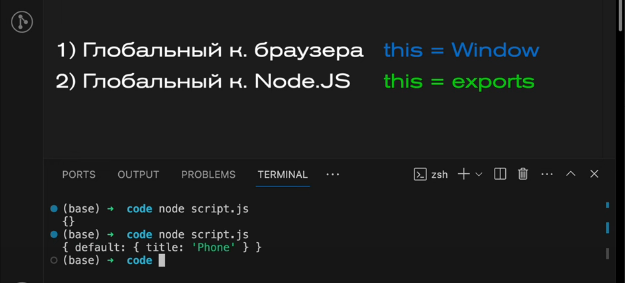 1) Глобальный к. браузера this = Window
2) Глобальный к. Node.JS this = exports
PORTS OUTPUT PROBLEMS TERMINAL ··· zsh ···
(base) → code node script.js
{}
(base) → code node script.js
{ default: { title: 'Phone' } }
(base) → code